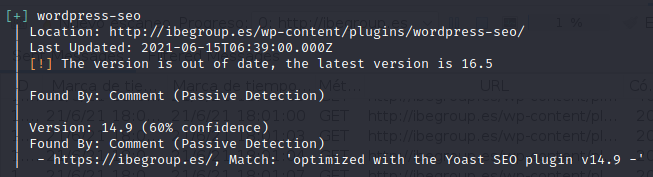 [+] wordpress-seo
| Location: http://ibegroup.es/wp-content/plugins/wordpress-seo/
| Last Updated: 2021-06-15T06:39:00.000Z
| [!] The version is out of date, the latest version is 16.5
|
| Found By: Comment (Passive Detection)
|
| Version: 14.9 (60% confidence)
| Found By: Comment (Passive Detection)
|  - https://ibegroup.es/, Match: 'optimized with the Yoast SEO plugin v14.9 -'